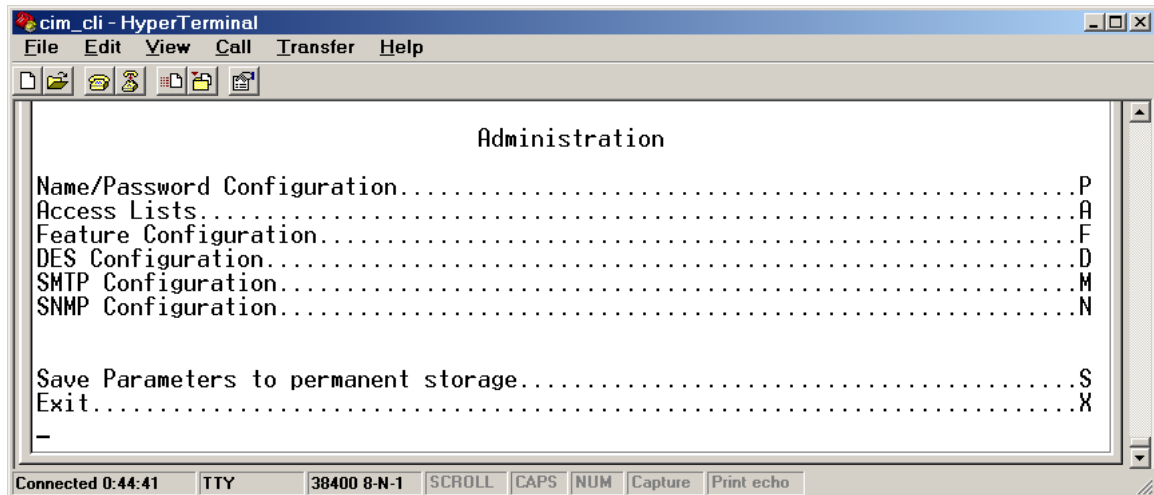 cim_cli - HyperTerminal
File Edit View Call Transfer Help
Administration
Name/Password Configuration...................................................P
Access Lists..................................................................A
Feature Configuration.........................................................F
DES Configuration.............................................................D
SMTP Configuration............................................................M
SNMP Configuration............................................................N
Save Parameters to permanent storage..........................................S
Exit..........................................................................X
Connected 0:44:41 TTY 38400 8-N-1 SCROLL CAPS NUM Capture Print echo